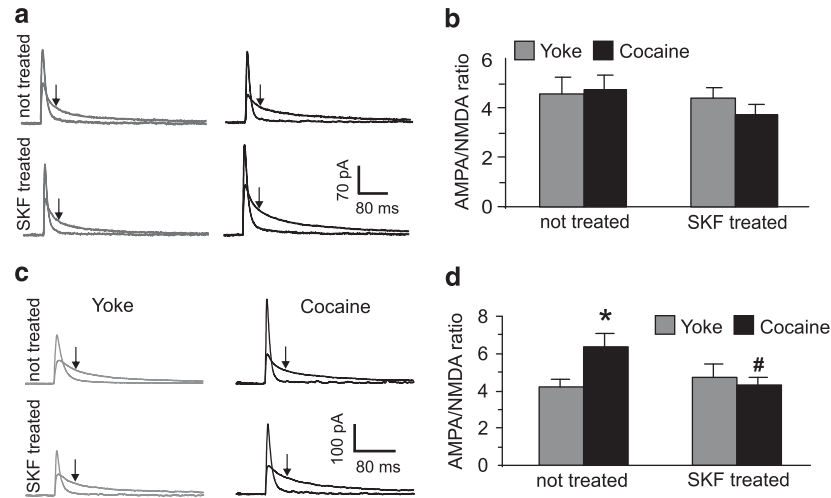 a
not treated
SKF treated
70 pA
80 ms
b
Yoke
Cocaine
AMPA/NMDA ratio
6
4
2
0
not treated
SKF treated
c
Yoke
Cocaine
not treated
SKF treated
100 pA
80 ms
d
Yoke
Cocaine
AMPA/NMDA ratio
8
6
4
2
0
*
#
not treated
SKF treated